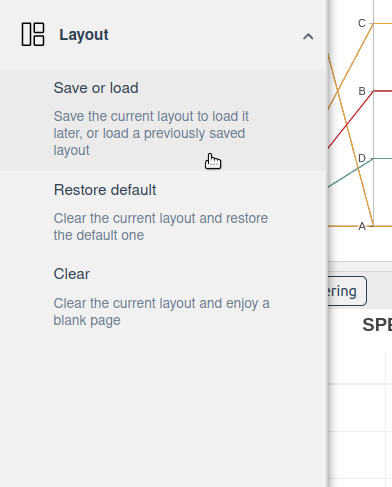 Layout
Save or load
Save the current layout to load it
later, or load a previously saved
layout
Restore default
Clear the current layout and restore
the default one
Clear
Clear the current layout and enjoy a
blank page
C
B
D
A
ering
SPE